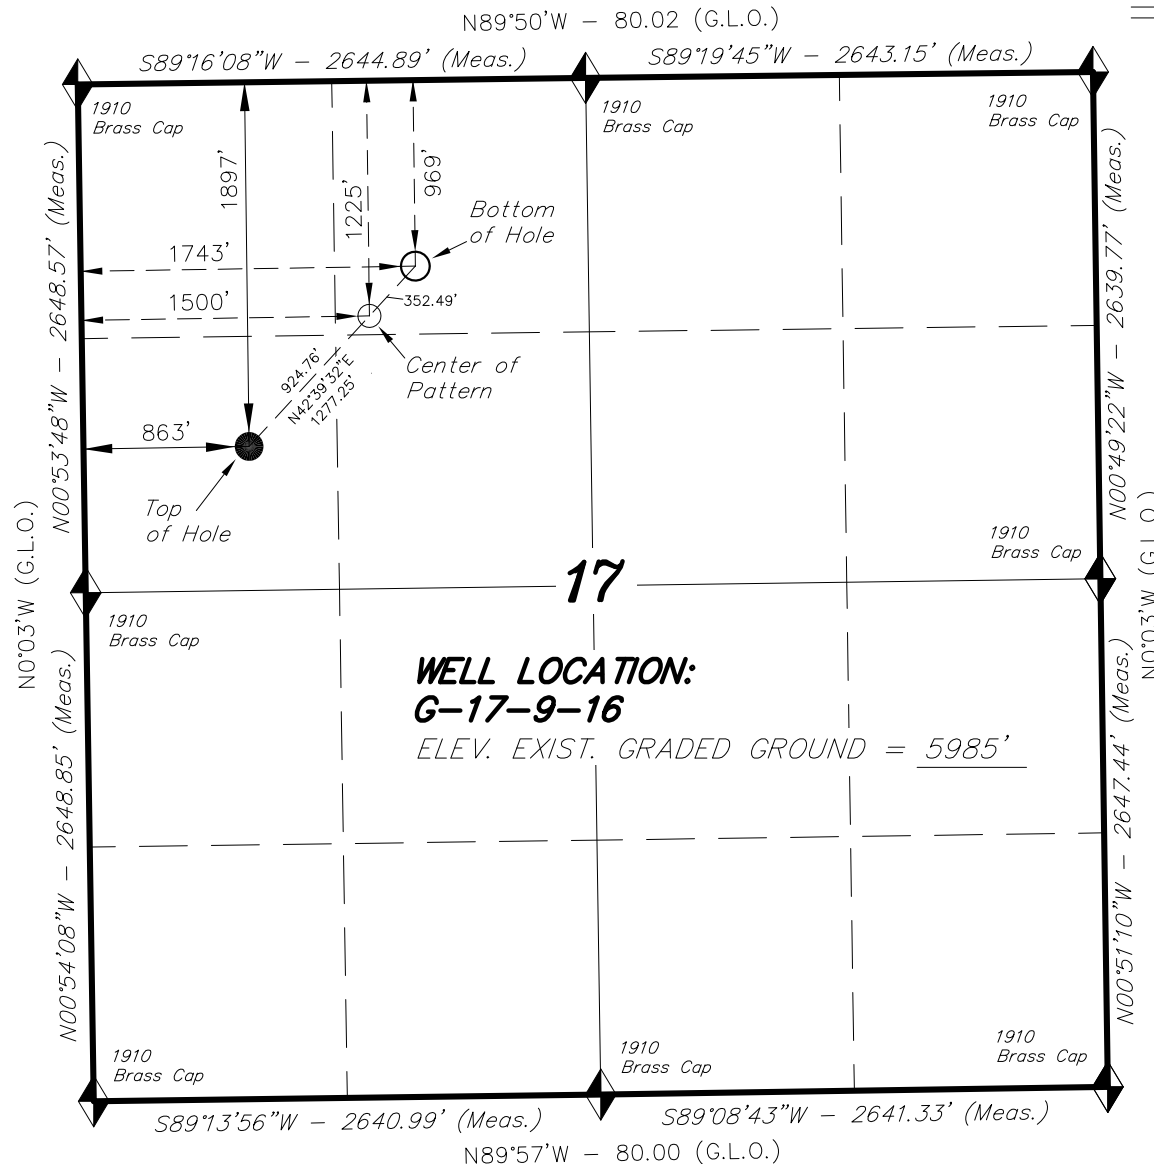 N89°50'W – 80.02 (G.L.O.)
S89°16'08"W – 2644.89' (Meas.)
S89°19'45"W – 2643.15' (Meas.)
1910
Brass Cap
1910
Brass Cap
1910
Brass Cap
N00°53'48"W – 2648.57' (Meas.)
1897'
1225'
969'
Bottom
of Hole
1743'
1500'
352.49'
Center of
Pattern
924.76'
N42°39'32"E
1277.25'
863'
Top
of Hole
N00°49'22"W – 2639.77' (Meas.)
N0°03'W (G.L.O.)
N0°03'W (G.L.O.)
1910
Brass Cap
17
1910
Brass Cap
WELL LOCATION:
G–17–9–16
ELEV. EXIST. GRADED GROUND = 5985'
N00°54'08"W – 2648.85' (Meas.)
N00°51'10"W – 2647.44' (Meas.)
1910
Brass Cap
1910
Brass Cap
1910
Brass Cap
S89°13'56"W – 2640.99' (Meas.)
S89°08'43"W – 2641.33' (Meas.)
N89°57'W – 80.00 (G.L.O.)